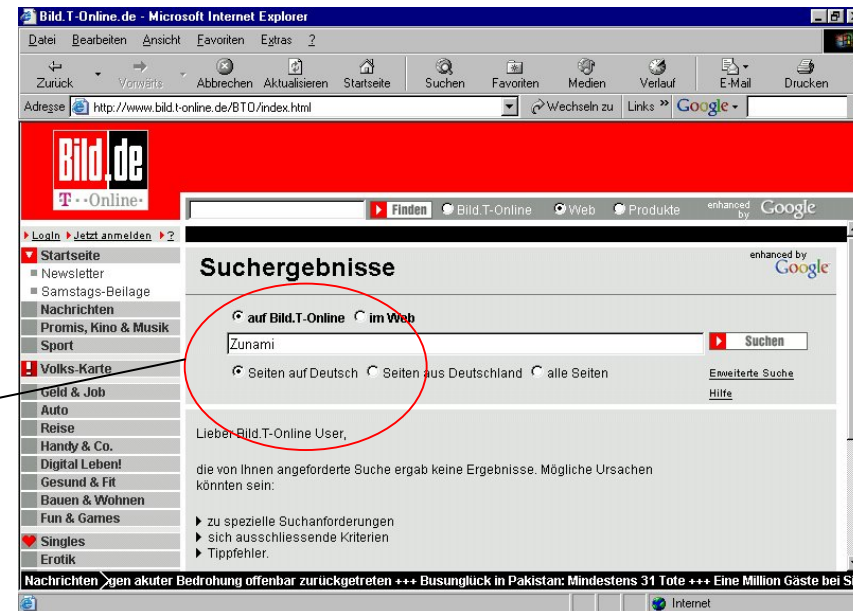 Bild.T-Online.de - Microsoft Internet Explorer
Datei Bearbeiten Ansicht Favoriten Extras ?
Zurück Vorwärts Abbrechen Aktualisieren Startseite Suchen Favoriten Medien Verlauf E-Mail Drucken
Adresse http://www.bild.t-online.de/BTO/index.html Wechseln zu Links » Google
Bild.de
T··Online·
Finden Bild.T-Online Web Produkte enhanced by Google
LogIn Jetzt anmelden ?
Startseite
Newsletter
Samstags-Beilage
Nachrichten
Promis, Kino & Musik
Sport
Volks-Karte
Geld & Job
Auto
Reise
Handy & Co.
Digital Leben!
Gesund & Fit
Bauen & Wohnen
Fun & Games
Singles
Erotik
Suchergebnisse
enhanced by
Google
auf Bild.T-Online im Web
Zunami
Suchen
Seiten auf Deutsch Seiten aus Deutschland alle Seiten
Erweiterte Suche
Hilfe
Lieber Bild.T-Online User,
die von Ihnen angeforderte Suche ergab keine Ergebnisse. Mögliche Ursachen
könnten sein:
zu spezielle Suchanforderungen
sich ausschliessende Kriterien
Tippfehler.
Nachrichten gen akuter Bedrohung offenbar zurückgetreten +++ Busunglück in Pakistan: Mindestens 31 Tote +++ Eine Million Gäste bei Si
Internet